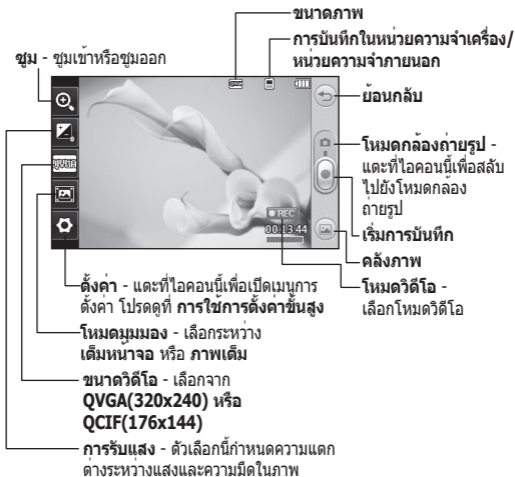 ขนาดภาพ
การบันทึกในหน่วยความจำเครื่อง/
หน่วยความจำภายนอก
ซูม - ซูมเข้าหรือซูมออก
ย้อนกลับ
โหมดกล้องถ่ายรูป -
แตะที่ไอคอนนี้เพื่อสลับ
ไปยังโหมดกล้อง
ถ่ายรูป
QVGA
REC
00:13:44
เริ่มการบันทึก
คลังภาพ
โหมดวิดีโอ -
เลือกโหมดวิดีโอ
ตั้งค่า - แตะที่ไอคอนนี้เพื่อเปิดเมนูการ
ตั้งค่า โปรดดูที่ การใช้การตั้งค่าขั้นสูง
โหมดมุมมอง - เลือกระหว่าง
เต็มหน้าจอ หรือ ภาพเต็ม
ขนาดวิดีโอ - เลือกจาก
QVGA(320x240) หรือ
QCIF(176x144)
การรับแสง - ตัวเลือกนี้กำหนดความแตก
ต่างระหว่างแสงและความมืดในภาพ